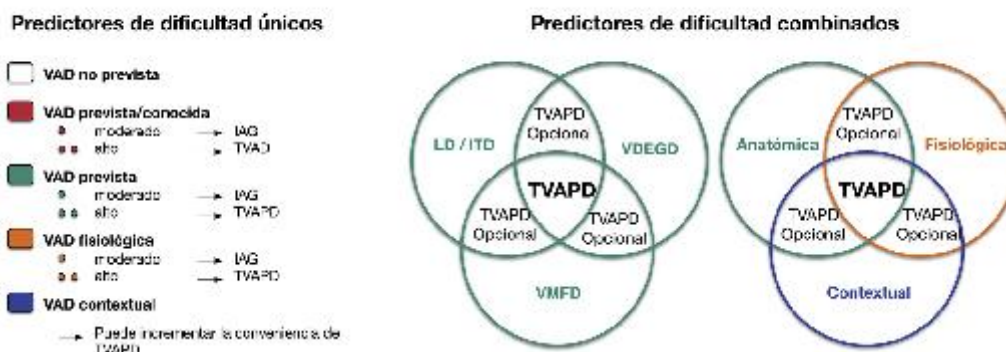 Predictores de dificultad únicos
VAD no prevista
VAD prevista/conocida
moderado → IAG
alto → TVAD
VAD prevista
moderado → IAG
alto → TVAPD
VAD fisiológica
moderado → IAG
alto → TVAPD
VAD contextual
→ Puede incrementar la conveniencia de
TVAPD
Predictores de dificultad combinados
TVAPD
Opcional
LD / ITD
VDEGD
TVAPD
TVAPD
Opcional
TVAPD
Opcional
VMFD
TVAPD
Opcional
Anatómica
Fisiológica
TVAPD
TVAPD
Opcional
TVAPD
Opcional
Contextual